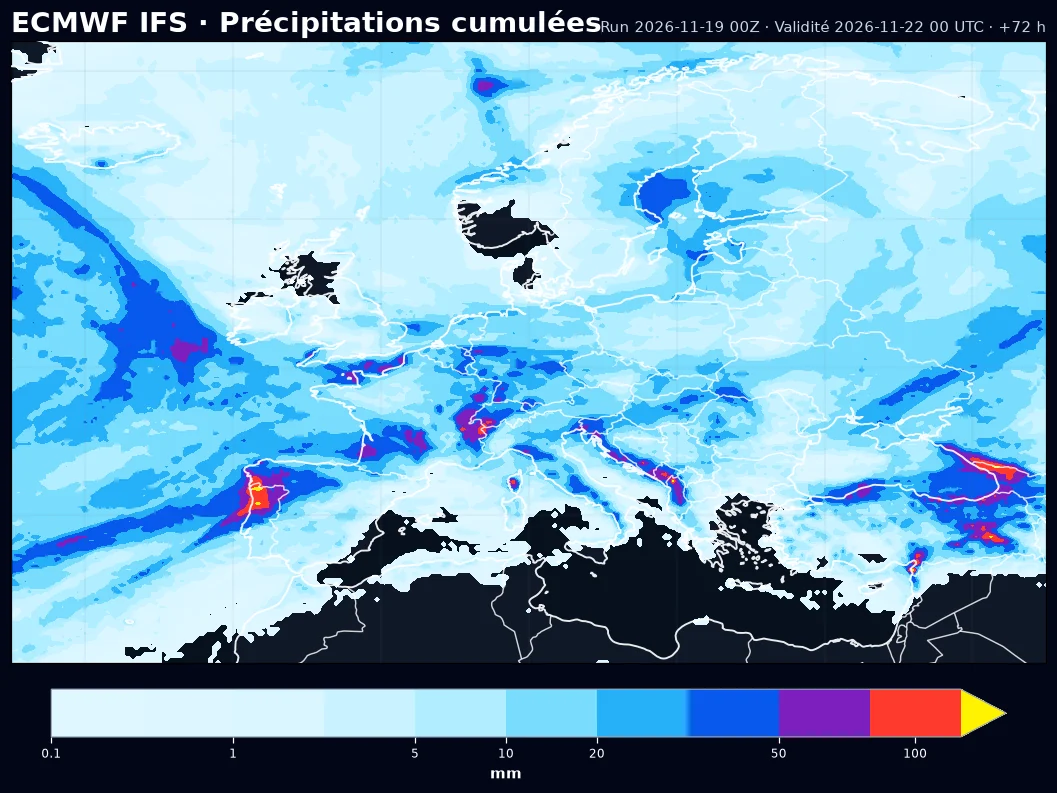 ECMWF IFS · Précipitations cumulées
Run 2026-11-19 00Z · Validité 2026-11-22 00 UTC · +72 h
0.1 1 5 10 20 50 100
mm